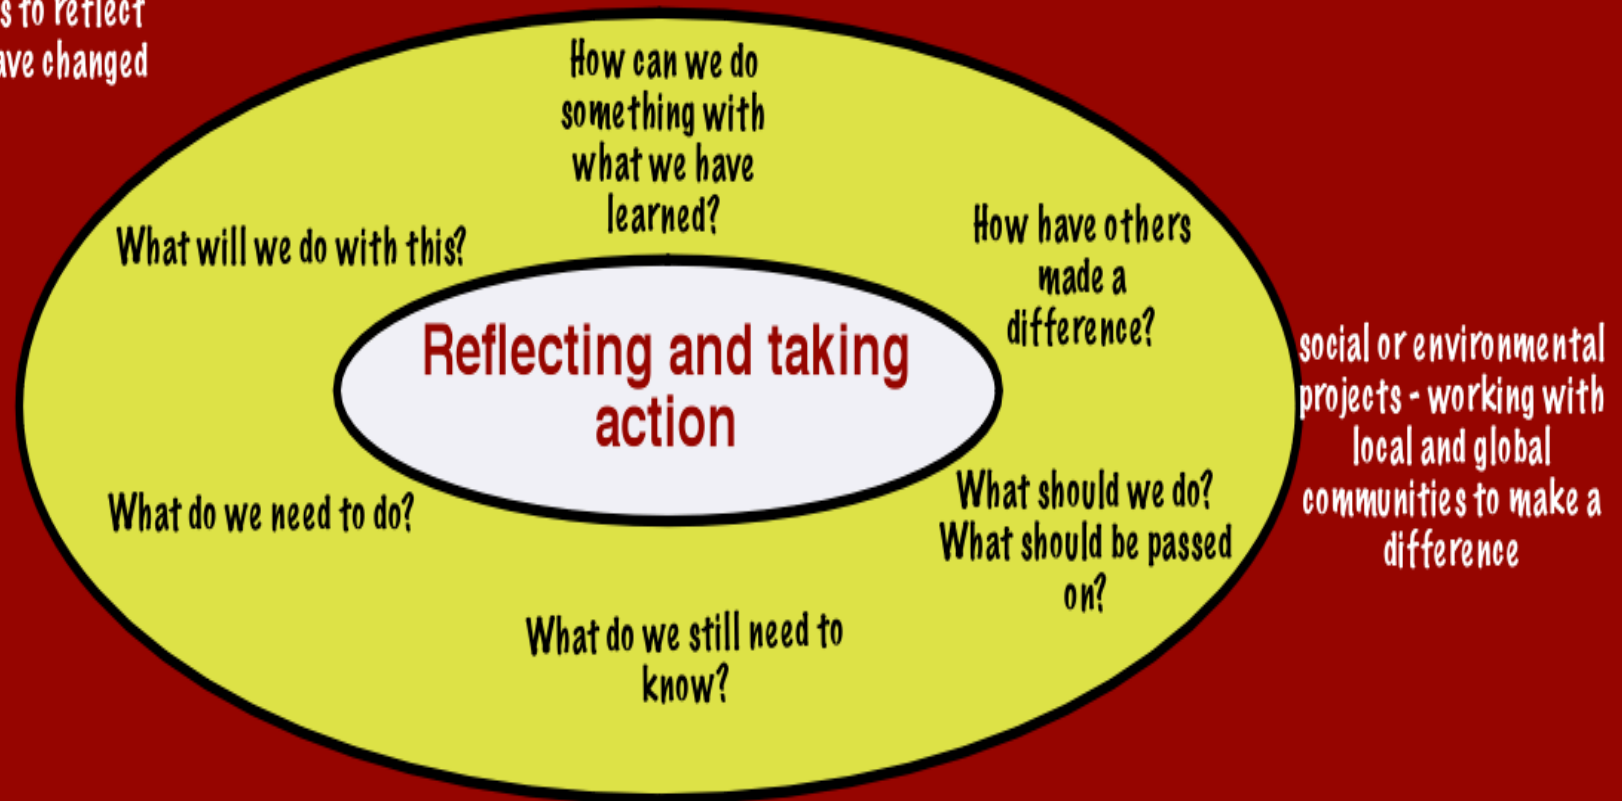 s to reflect
ave changed
How can we do
something with
what we have
learned?
What will we do with this?
How have others
made a
difference?
Reflecting and taking
action
social or environmental
projects - working with
local and global
communities to make a
difference
What do we need to do?
What should we do?
What should be passed
on?
What do we still need to
know?